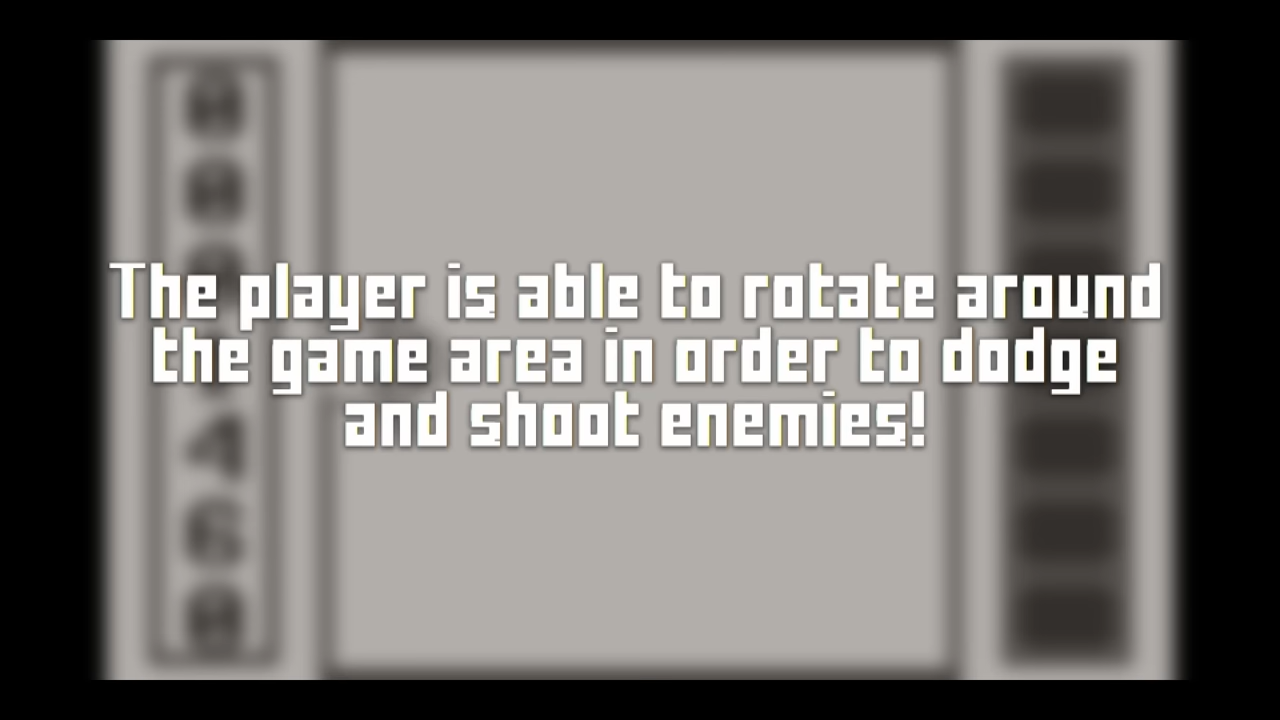 The player is able to rotate around
the game area in order to dodge
and shoot enemies!